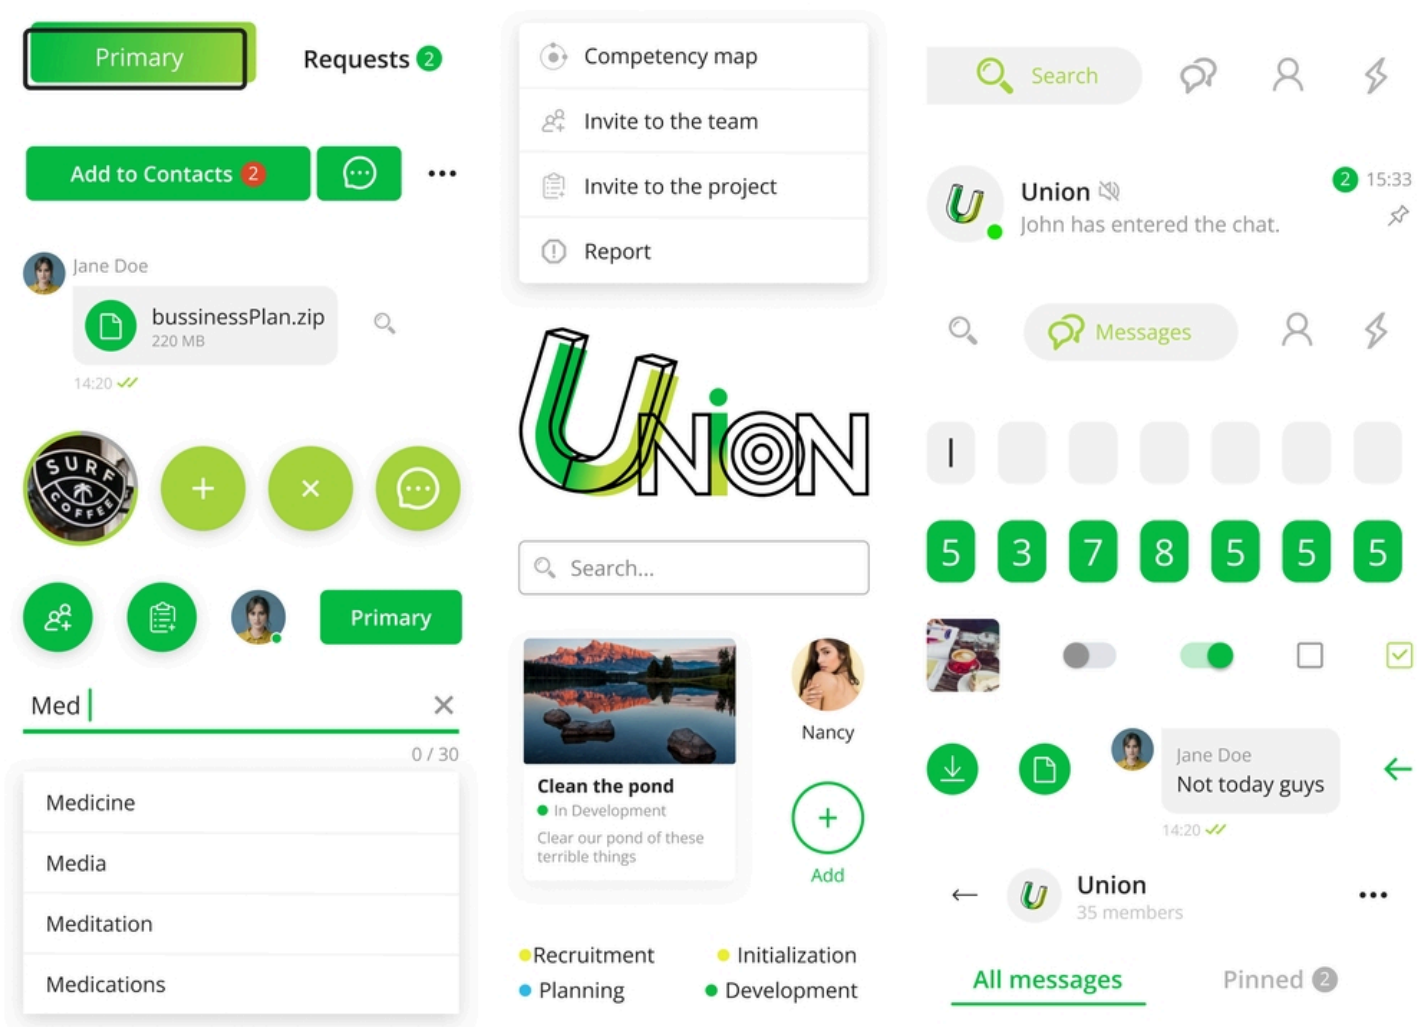 Primary
Requests 2
Add to Contacts 2
Jane Doe
bussinessPlan.zip
220 MB
14:20
SURF
COFFEE
Primary
Med
0 / 30
Medicine
Media
Meditation
Medications
Competency map
Invite to the team
Invite to the project
Report
UNiON
Search...
Clean the pond
In Development
Clear our pond of these
terrible things
Nancy
Add
Recruitment
Initialization
Planning
Development
Search
U
Union
2 15:33
John has entered the chat.
Messages
5 3 7 8 5 5 5
Jane Doe
Not today guys
14:20
U
Union
35 members
All messages
Pinned 2